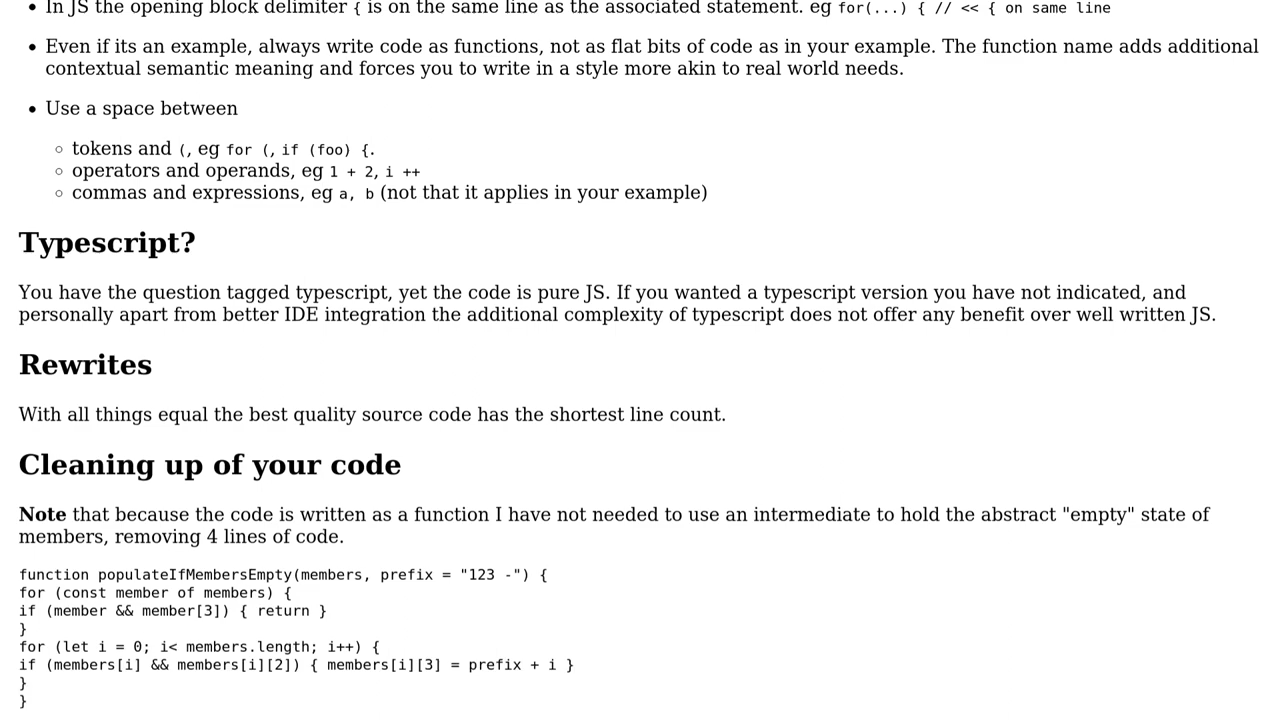 • In JS the opening block delimiter { is on the same line as the associated statement. eg for(...) { // << { on same line
• Even if its an example, always write code as functions, not as flat bits of code as in your example. The function name adds additional
contextual semantic meaning and forces you to write in a style more akin to real world needs.
• Use a space between
◦ tokens and (, eg for (, if (foo) {.
◦ operators and operands, eg 1 + 2, i ++
◦ commas and expressions, eg a, b (not that it applies in your example)
Typescript?
You have the question tagged typescript, yet the code is pure JS. If you wanted a typescript version you have not indicated, and
personally apart from better IDE integration the additional complexity of typescript does not offer any benefit over well written JS.
Rewrites
With all things equal the best quality source code has the shortest line count.
Cleaning up of your code
Note that because the code is written as a function I have not needed to use an intermediate to hold the abstract "empty" state of
members, removing 4 lines of code.
function populateIfMembersEmpty(members, prefix = "123 -") {
for (const member of members) {
if (member && member[3]) { return }
}
for (let i = 0; i< members.length; i++) {
if (members[i] && members[i][2]) { members[i][3] = prefix + i }
}
}